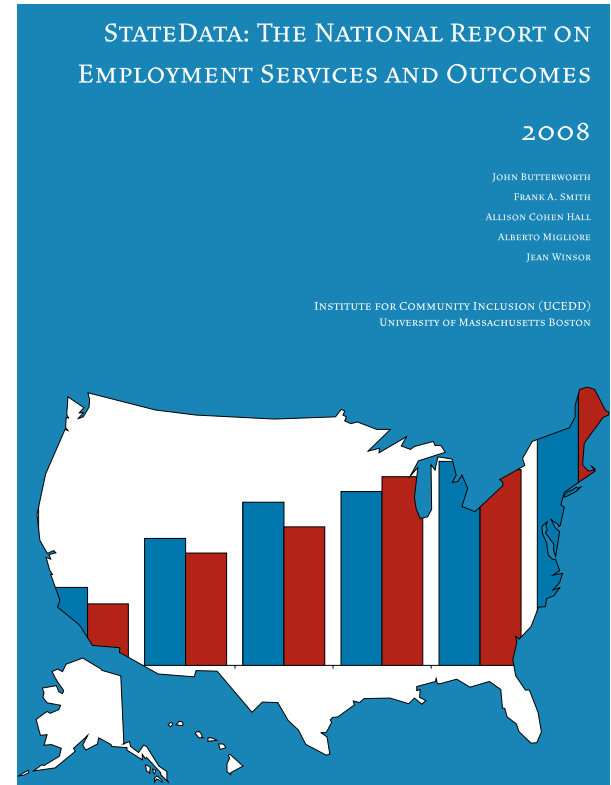 StateData: The National Report on
Employment Services and Outcomes
2008
John Butterworth
Frank A. Smith
Allison Cohen Hall
Alberto Migliore
Jean Winsor
Institute for Community Inclusion (UCEDD)
University of Massachusetts Boston